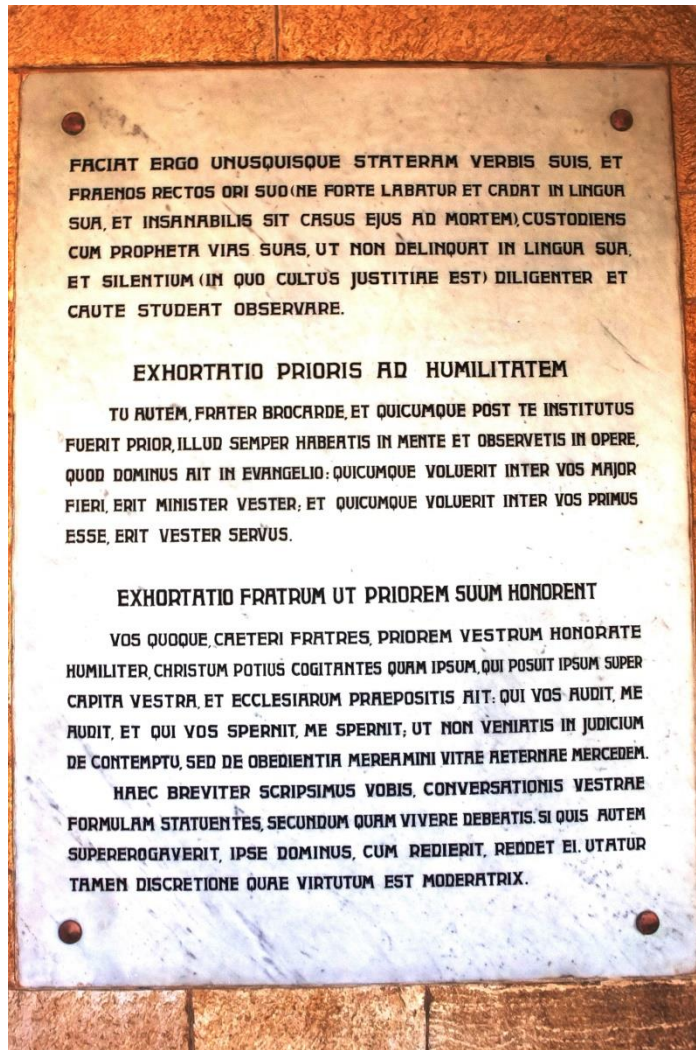 FACIAT ERGO UNUSQUISQUE STATERAM VERBIS SUIS, ET
FRAENOS RECTOS ORI SUO (NE FORTE LABATUR ET CADAT IN LINGUA
SUA, ET INSANABILIS SIT CASUS EJUS AD MORTEM), CUSTODIENS
CUM PROPHETA VIAS SUAS, UT NON DELINQUAT IN LINGUA SUA,
ET SILENTIUM (IN QUO CULTUS JUSTITIAE EST) DILIGENTER ET
CAUTE STUDEAT OBSERVARE.
EXHORTATIO PRIORIS AD HUMILITATEM
TU AUTEM, FRATER BROCARDE, ET QUICUMQUE POST TE INSTITUTUS
FUERIT PRIOR, ILLUD SEMPER HABEATIS IN MENTE ET OBSERVETIS IN OPERE,
QUOD DOMINUS AIT IN EVANGELIO: QUICUMQUE VOLUERIT INTER VOS MAJOR
FIERI, ERIT MINISTER VESTER; ET QUICUMQUE VOLUERIT INTER VOS PRIMUS
ESSE, ERIT VESTER SERVUS.
EXHORTATIO FRATRUM UT PRIOREM SUUM HONORENT
VOS QUOQUE, CAETERI FRATRES, PRIOREM VESTRUM HONORATE
HUMILITER, CHRISTUM POTIUS COGITANTES QUAM IPSUM, QUI POSUIT IPSUM SUPER
CAPITA VESTRA, ET ECCLESIARUM PRAEPOSITIS AIT: QUI VOS AUDIT, ME
AUDIT, ET QUI VOS SPERNIT, ME SPERNIT; UT NON VENIATIS IN JUDICIUM
DE CONTEMPTU, SED DE OBEDIENTIA MEREAMINI VITAE AETERNAE MERCEDEM.
HAEC BREVITER SCRIPSIMUS VOBIS, CONVERSATIONIS VESTRAE
FORMULAM STATUENTES, SECUNDUM QUAM VIVERE DEBEATIS. SI QUIS AUTEM
SUPEREROGAVERIT, IPSE DOMINUS, CUM REDIERIT, REDDET EI. UTATUR
TAMEN DISCRETIONE QUAE VIRTUTUM EST MODERATRIX.